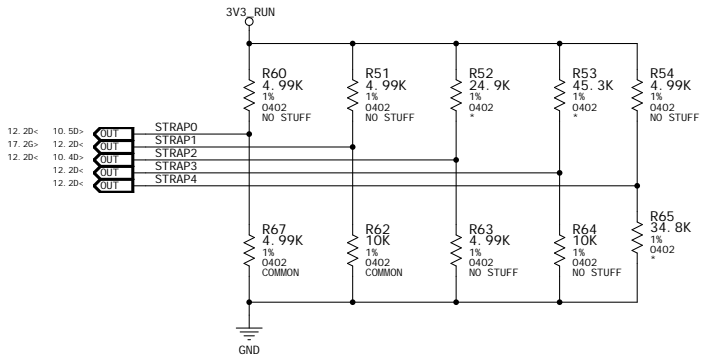 3V3_RUN
R60
4.99K
1%
0402
NO STUFF
R51
4.99K
1%
0402
NO STUFF
R52
24.9K
1%
0402
*
R53
45.3K
1%
0402
*
R54
4.99K
1%
0402
NO STUFF
12.2D< 10.5D> OUT STRAP0
17.2G> 12.2D< OUT STRAP1
12.2D< 10.4D> OUT STRAP2
12.2D< OUT STRAP3
12.2D< OUT STRAP4
R67
4.99K
1%
0402
COMMON
R62
10K
1%
0402
COMMON
R63
4.99K
1%
0402
NO STUFF
R64
10K
1%
0402
NO STUFF
R65
34.8K
1%
0402
*
GND